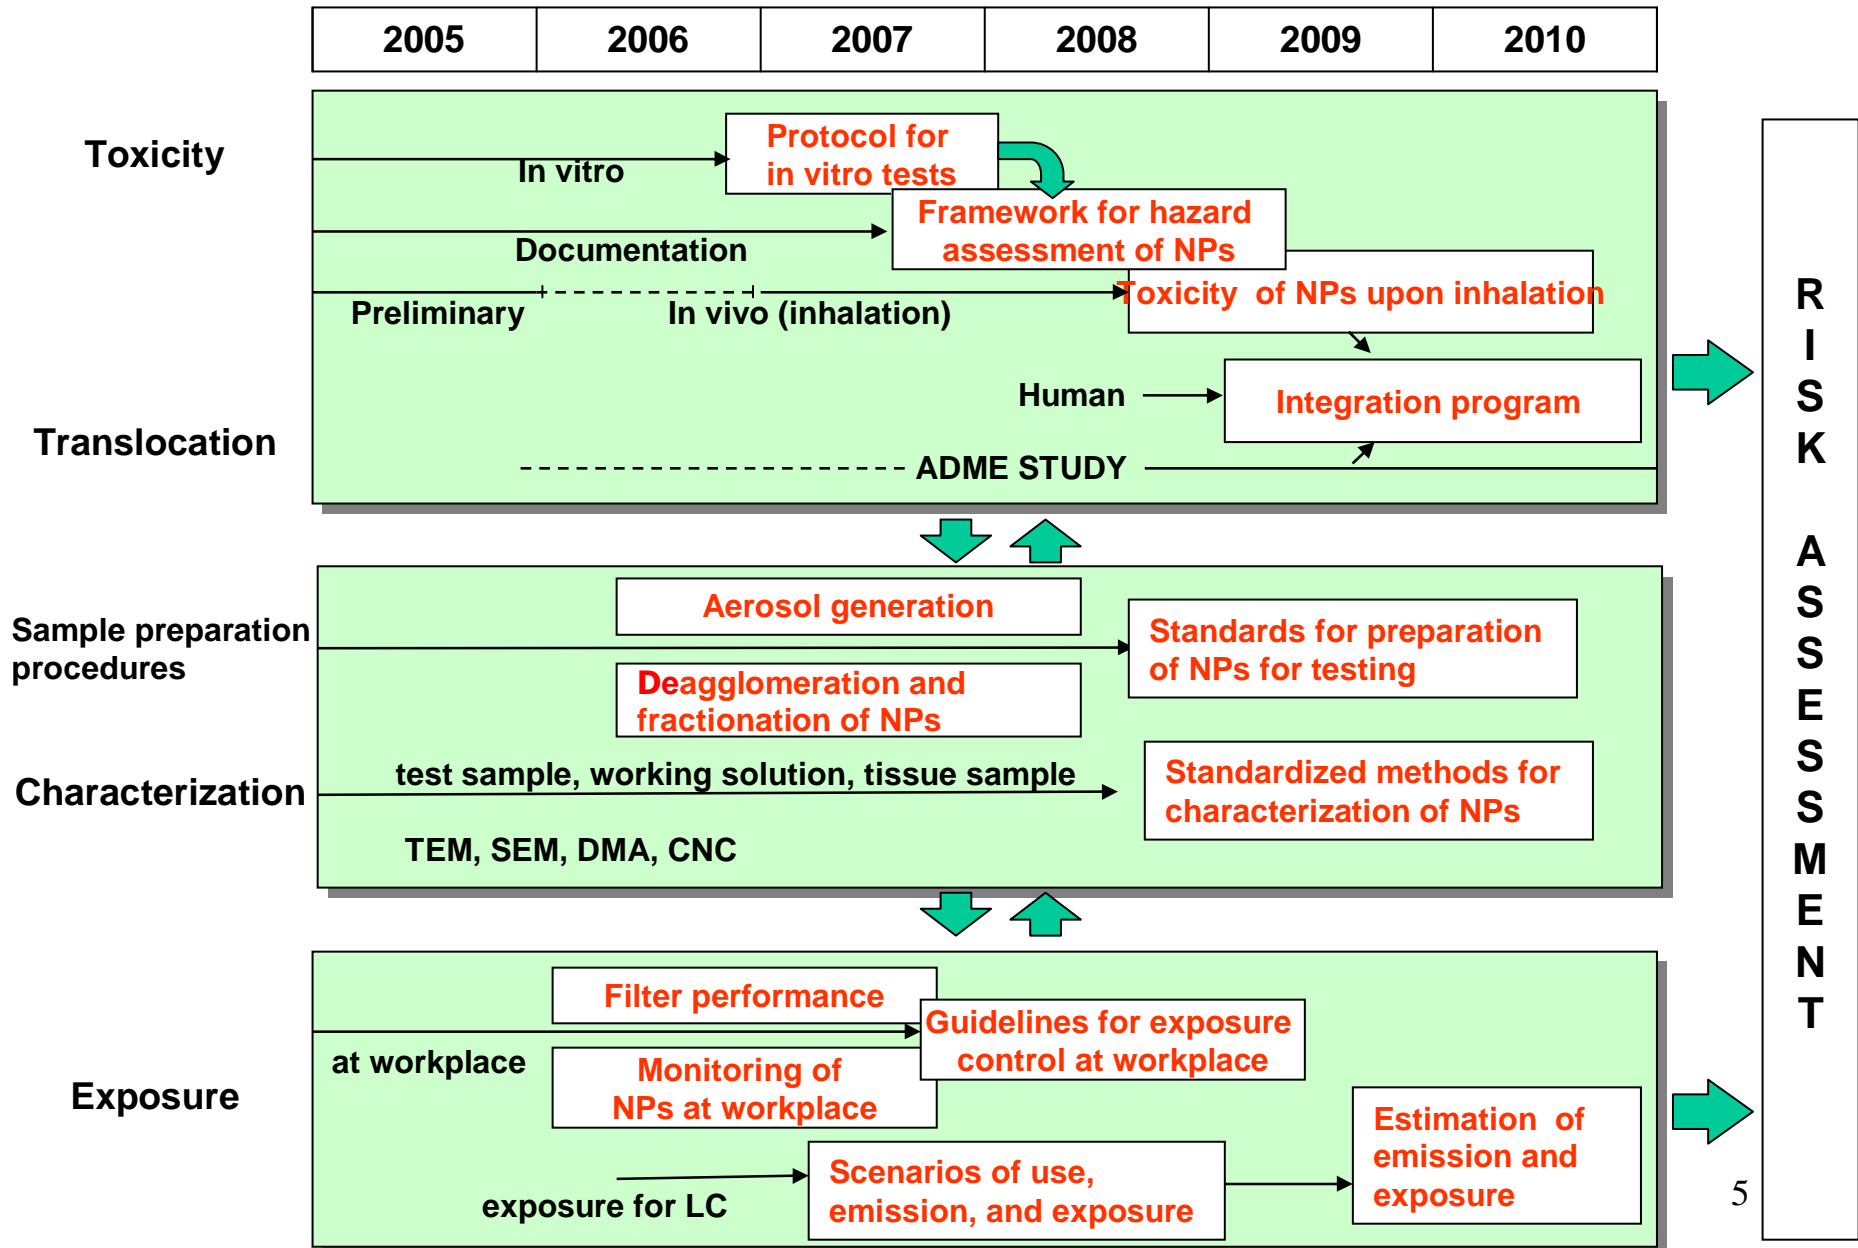 2005 2006 2007 2008 2009 2010
Toxicity
In vitro
Protocol for
in vitro tests
Documentation
Framework for hazard
assessment of NPs
Preliminary
In vivo (inhalation)
Toxicity of NPs upon inhalation
Human
Integration program
Translocation
ADME STUDY
Sample preparation
procedures
Aerosol generation
Deagglomeration and
fractionation of NPs
Standards for preparation
of NPs for testing
Characterization
test sample, working solution, tissue sample
TEM, SEM, DMA, CNC
Standardized methods for
characterization of NPs
Exposure
at workplace
Filter performance
Monitoring of
NPs at workplace
Guidelines for exposure
control at workplace
exposure for LC
Scenarios of use,
emission, and exposure
Estimation of
emission and
exposure
RISK ASSESSMENT
5